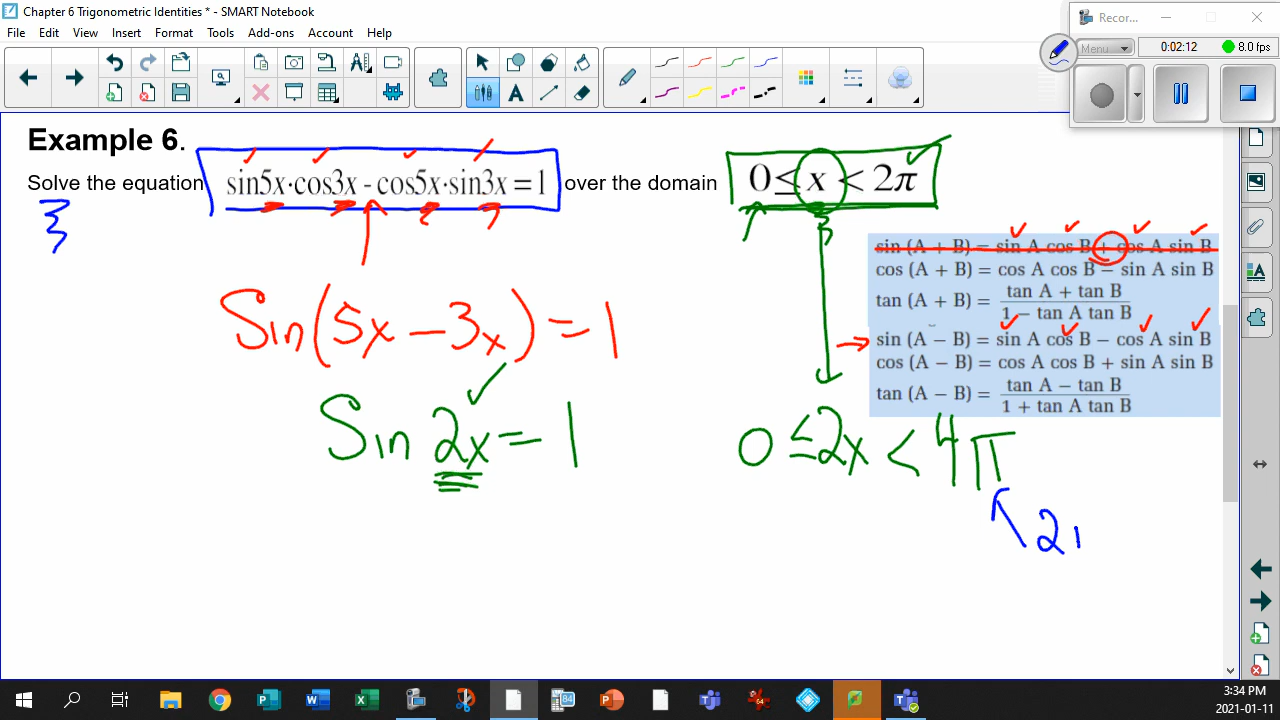 Chapter 6 Trigonometric Identities * - SMART Notebook
File Edit View Insert Format Tools Add-ons Account Help
Recor...
Menu
0:02:12
8.0 fps
Example 6.
Solve the equation sin5x·cos3x - cos5x·sin3x = 1 over the domain 0 ≤ x < 2π
sin (A + B) = sin A cos B + cos A sin B
cos (A + B) = cos A cos B − sin A sin B
tan (A + B) = (tan A + tan B) / (1 − tan A tan B)
sin (A − B) = sin A cos B − cos A sin B
cos (A − B) = cos A cos B + sin A sin B
tan (A − B) = (tan A − tan B) / (1 + tan A tan B)
Sin(5x − 3x) = 1
Sin 2x = 1
0 ≤ 2x < 4π
2
3:34 PM
2021-01-11